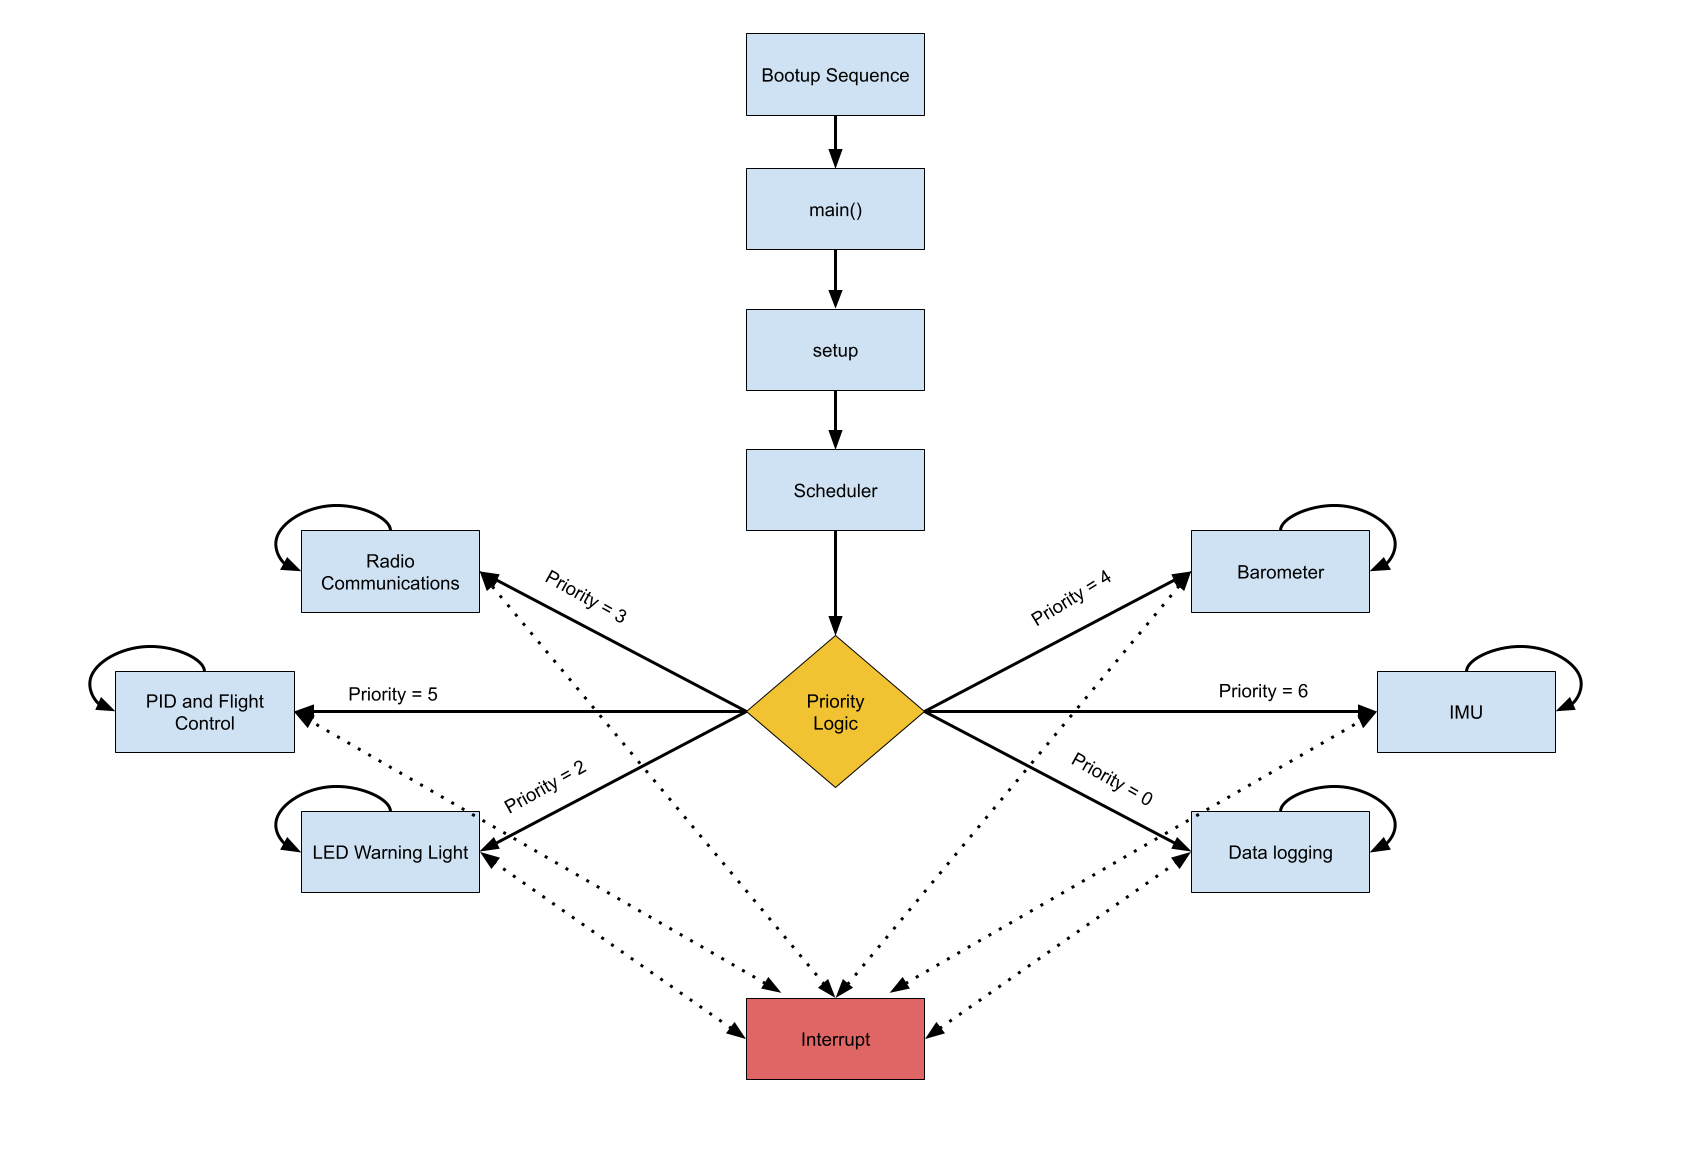 Bootup Sequence
main()
setup
Scheduler
Radio
Communications
Priority = 3
Priority = 4
Barometer
PID and Flight
Control
Priority = 5
Priority
Logic
Priority = 6
IMU
LED Warning Light
Priority = 2
Priority = 0
Data logging
Interrupt